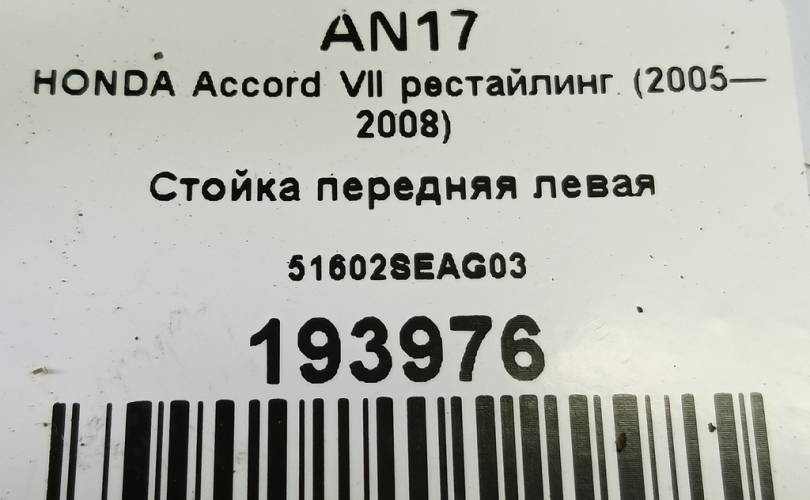 AN17
HONDA Accord VII рестайлинг (2005—
2008)
Стойка передняя левая
51602SEAG03
193976